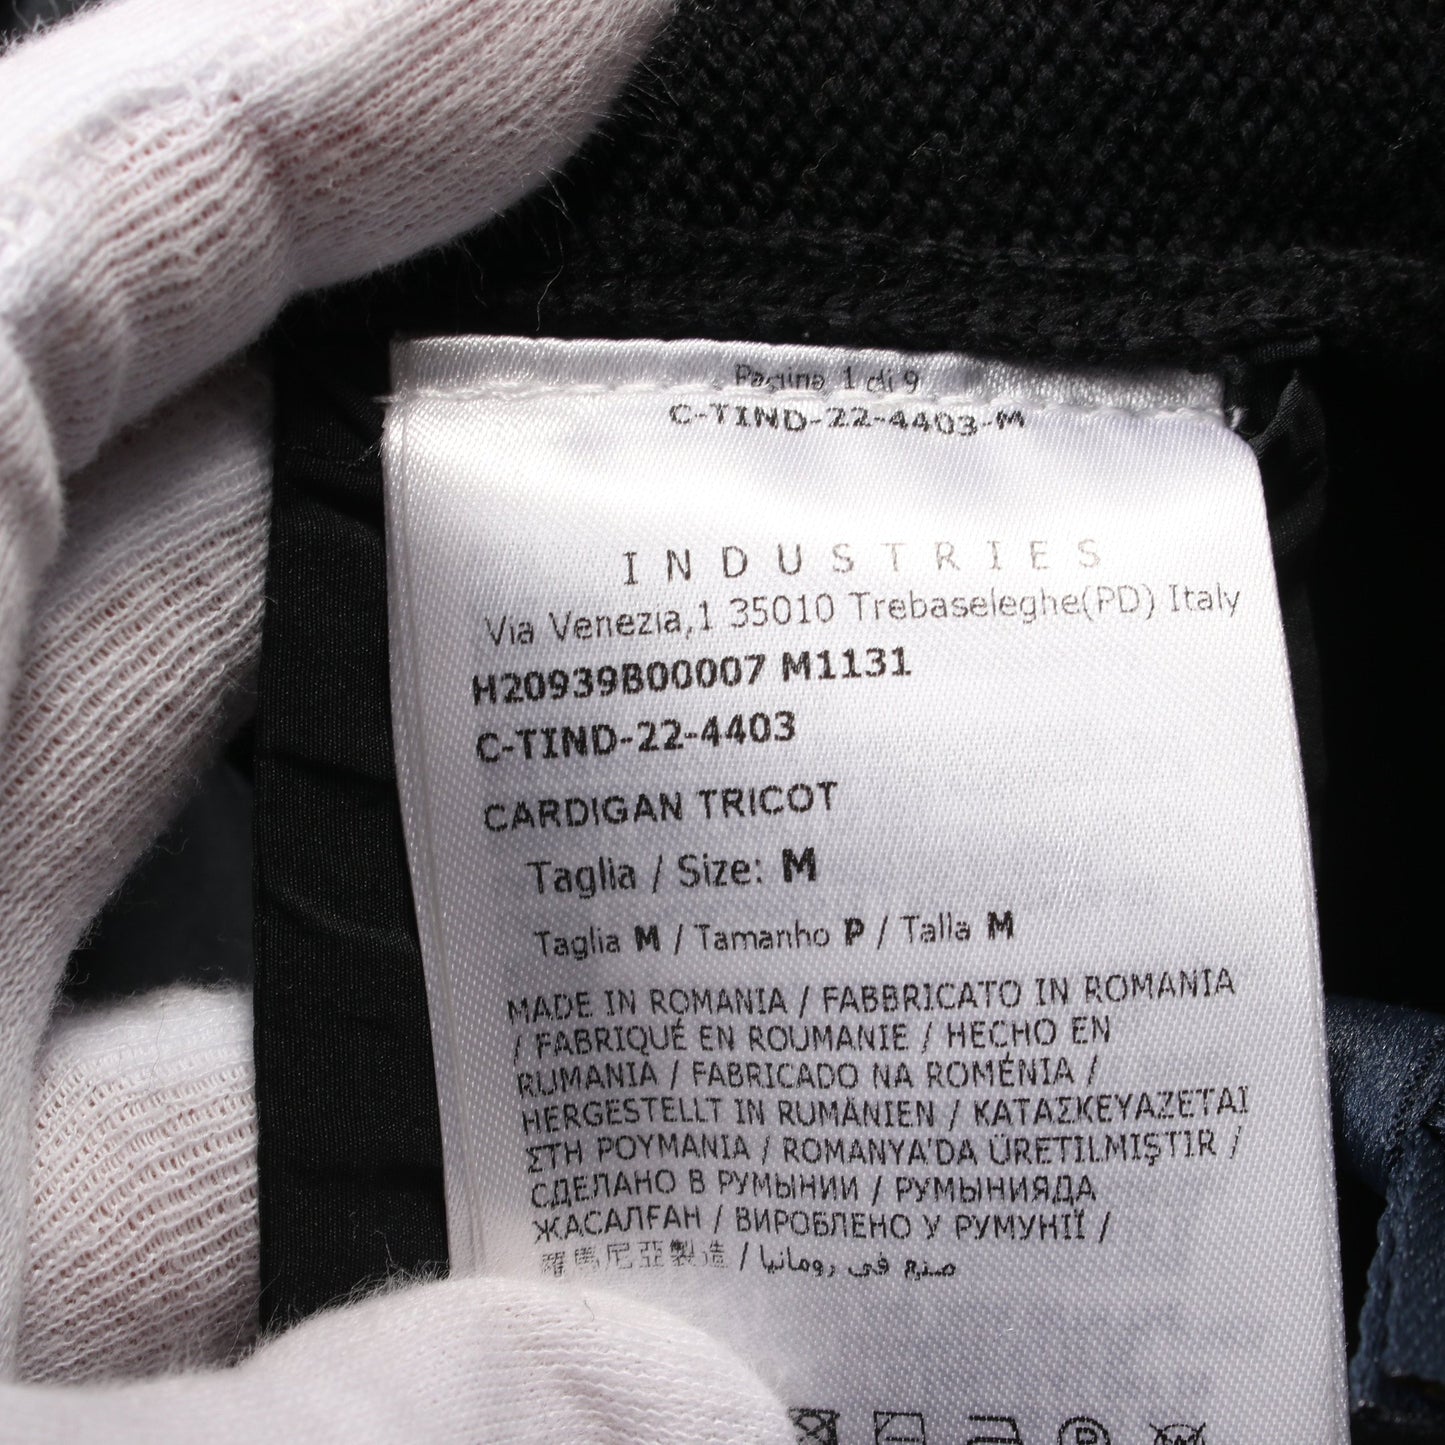 Pagina 1 di 9
C-TIND-22-4403-M
INDUSTRIES
Via Venezia,1 35010 Trebaseleghe(PD) Italy
H20939B00007 M1131
C-TIND-22-4403
CARDIGAN TRICOT
Taglia / Size: M
Taglia M / Tamanho P / Talla M
MADE IN ROMANIA / FABBRICATO IN ROMANIA
/ FABRIQUÉ EN ROUMANIE / HECHO EN
RUMANIA / FABRICADO NA ROMÉNIA /
HERGESTELLT IN RUMÄNIEN / ΚΑΤΑΣΚΕΥΑΖΕΤΑΙ
ΣΤΗ ΡΟΥΜΑΝΙΑ / ROMANYA'DA ÜRETILMIŞTIR /
СДЕЛАНО В РУМЫНИИ / РУМЫНИЯДА
ЖАСАЛҒАН / ВИРОБЛЕНО У РУМУНІЇ /
羅馬尼亞製造 / صنع في رومانيا